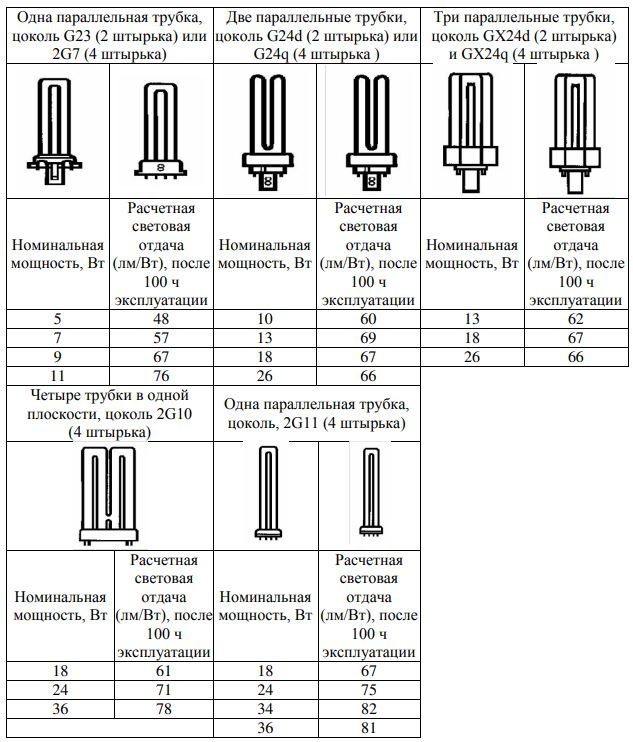 Одна параллельная трубка,
цоколь G23 (2 штырька) или
2G7 (4 штырька)
Две параллельные трубки,
цоколь G24d (2 штырька) или
G24q (4 штырька )
Три параллельные трубки,
цоколь GX24d (2 штырька)
и GX24q (4 штырька )
Номинальная
мощность, Вт
Расчетная
световая
отдача
(лм/Вт), после
100 ч
эксплуатации
Номинальная
мощность, Вт
Расчетная
световая
отдача
(лм/Вт), после
100 ч
эксплуатации
Номинальная
мощность, Вт
Расчетная
световая
отдача
(лм/Вт), после
100 ч
эксплуатации
5 48 10 60 13 62
7 57 13 69 18 67
9 67 18 67 26 66
11 76 26 66
Четыре трубки в одной
плоскости, цоколь 2G10
(4 штырька)
Одна параллельная трубка,
цоколь, 2G11 (4 штырька)
Номинальная
мощность, Вт
Расчетная
световая
отдача
(лм/Вт), после
100 ч
эксплуатации
Номинальная
мощность, Вт
Расчетная
световая
отдача
(лм/Вт), после
100 ч
эксплуатации
18 61 18 67
24 71 24 75
36 78 34 82
36 81